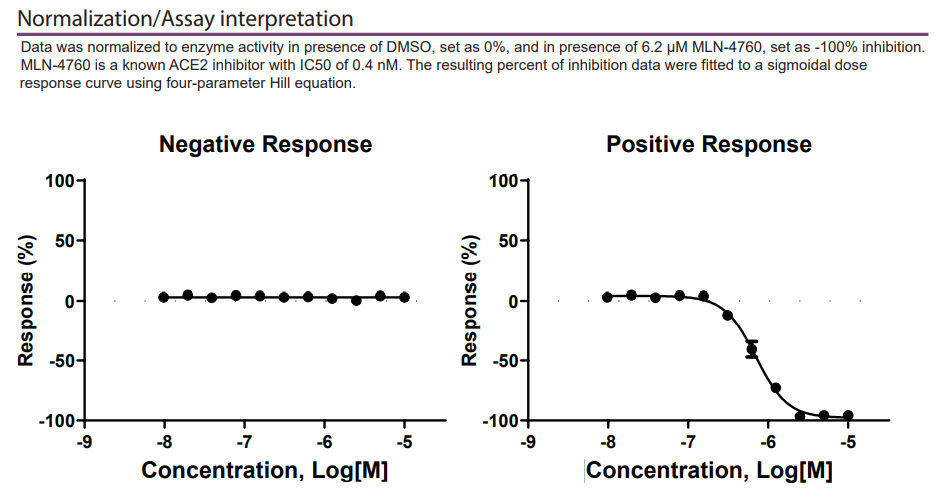 Normalization/Assay interpretation
Data was normalized to enzyme activity in presence of DMSO, set as 0%, and in presence of 6.2 µM MLN-4760, set as -100% inhibition.
MLN-4760 is a known ACE2 inhibitor with IC50 of 0.4 nM. The resulting percent of inhibition data were fitted to a sigmoidal dose
response curve using four-parameter Hill equation.
Negative Response
100
50
0
-50
-100
Response (%)
-9 -8 -7 -6 -5
Concentration, Log[M]
Positive Response
100
50
0
-50
-100
Response (%)
-9 -8 -7 -6 -5
Concentration, Log[M]